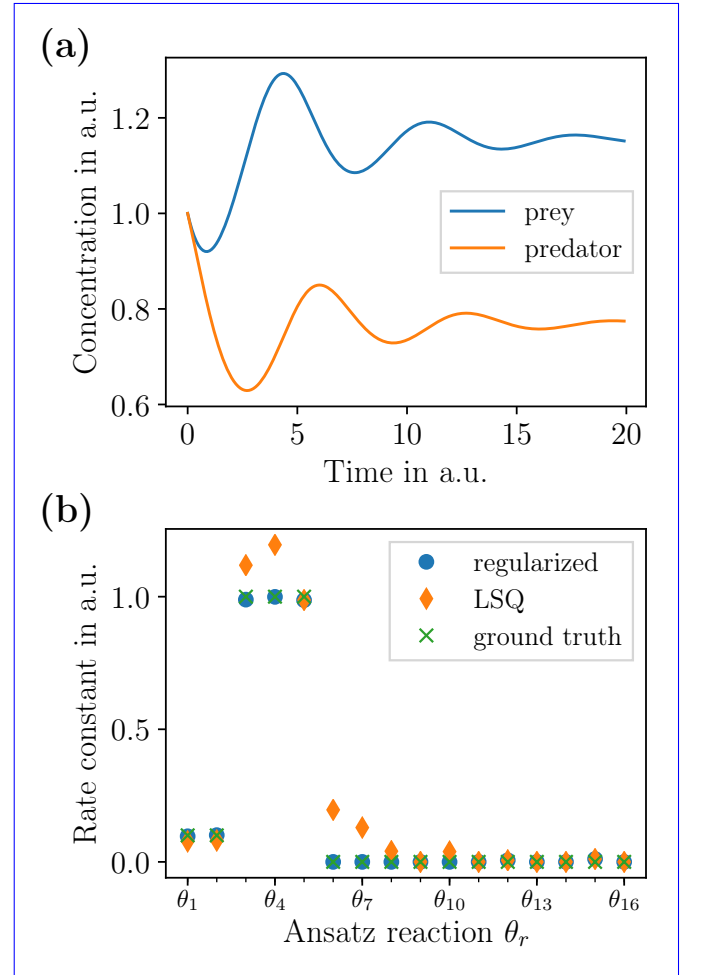 (a)
Concentration in a.u.
1.2
1.0
0.8
0.6
prey
predator
0
5
10
15
20
Time in a.u.
(b)
Rate constant in a.u.
1.0
0.5
0.0
regularized
LSQ
ground truth
θ₁
θ₄
θ₇
θ₁₀
θ₁₃
θ₁₆
Ansatz reaction θᵣ